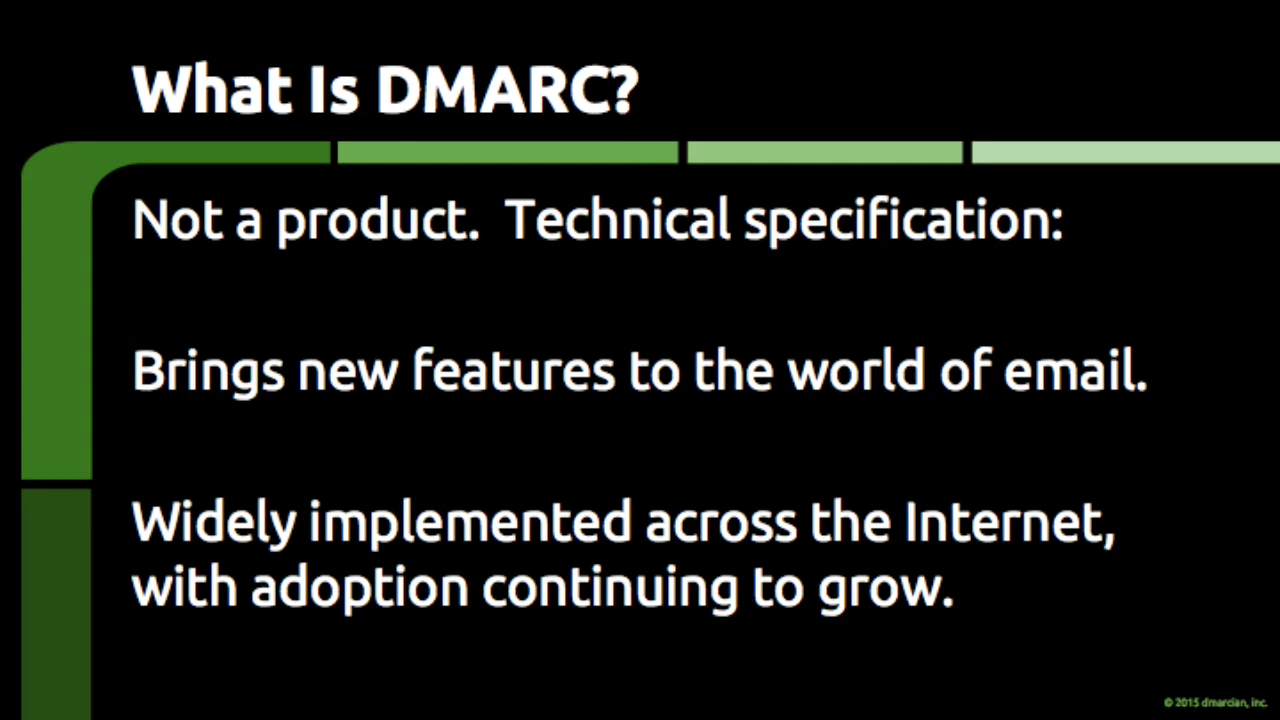 What Is DMARC?
Not a product.  Technical specification:
Brings new features to the world of email.
Widely implemented across the Internet,
with adoption continuing to grow.
© 2015 dmarcian, inc.